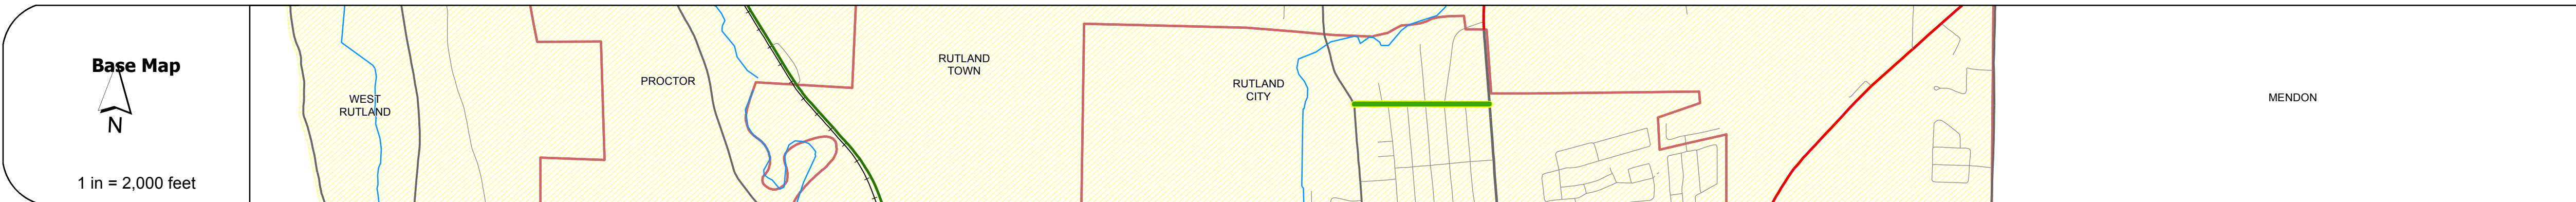 Base Map
N
1 in = 2,000 feet
WEST
RUTLAND
PROCTOR
RUTLAND
TOWN
RUTLAND
CITY
MENDON